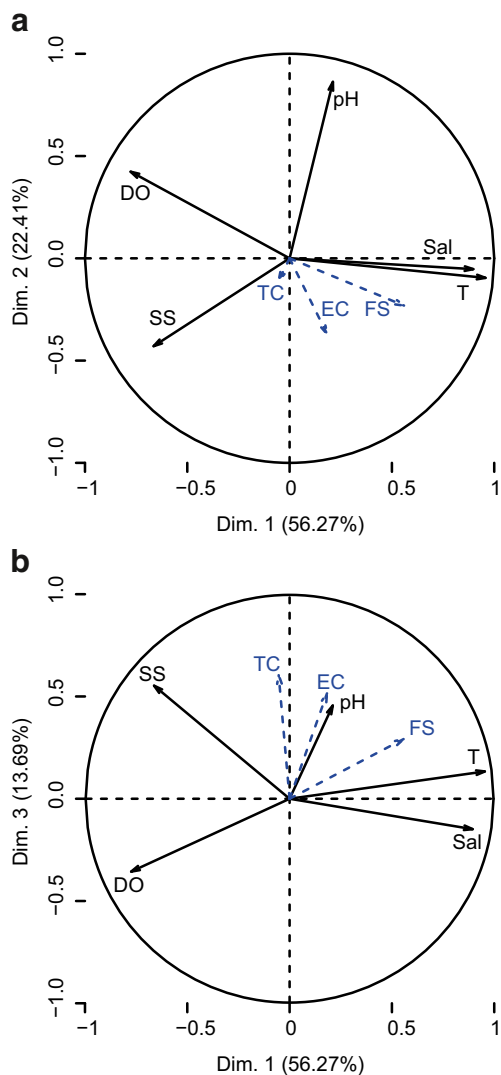 a
1.0
0.5
0.0
−0.5
−1.0
Dim. 2 (22.41%)
pH
DO
Sal
T
TC
EC
FS
SS
−1
−0.5
0
0.5
1
Dim. 1 (56.27%)
b
1.0
0.5
0.0
−0.5
−1.0
Dim. 3 (13.69%)
TC
SS
EC
pH
FS
T
Sal
DO
−1
−0.5
0
0.5
1
Dim. 1 (56.27%)